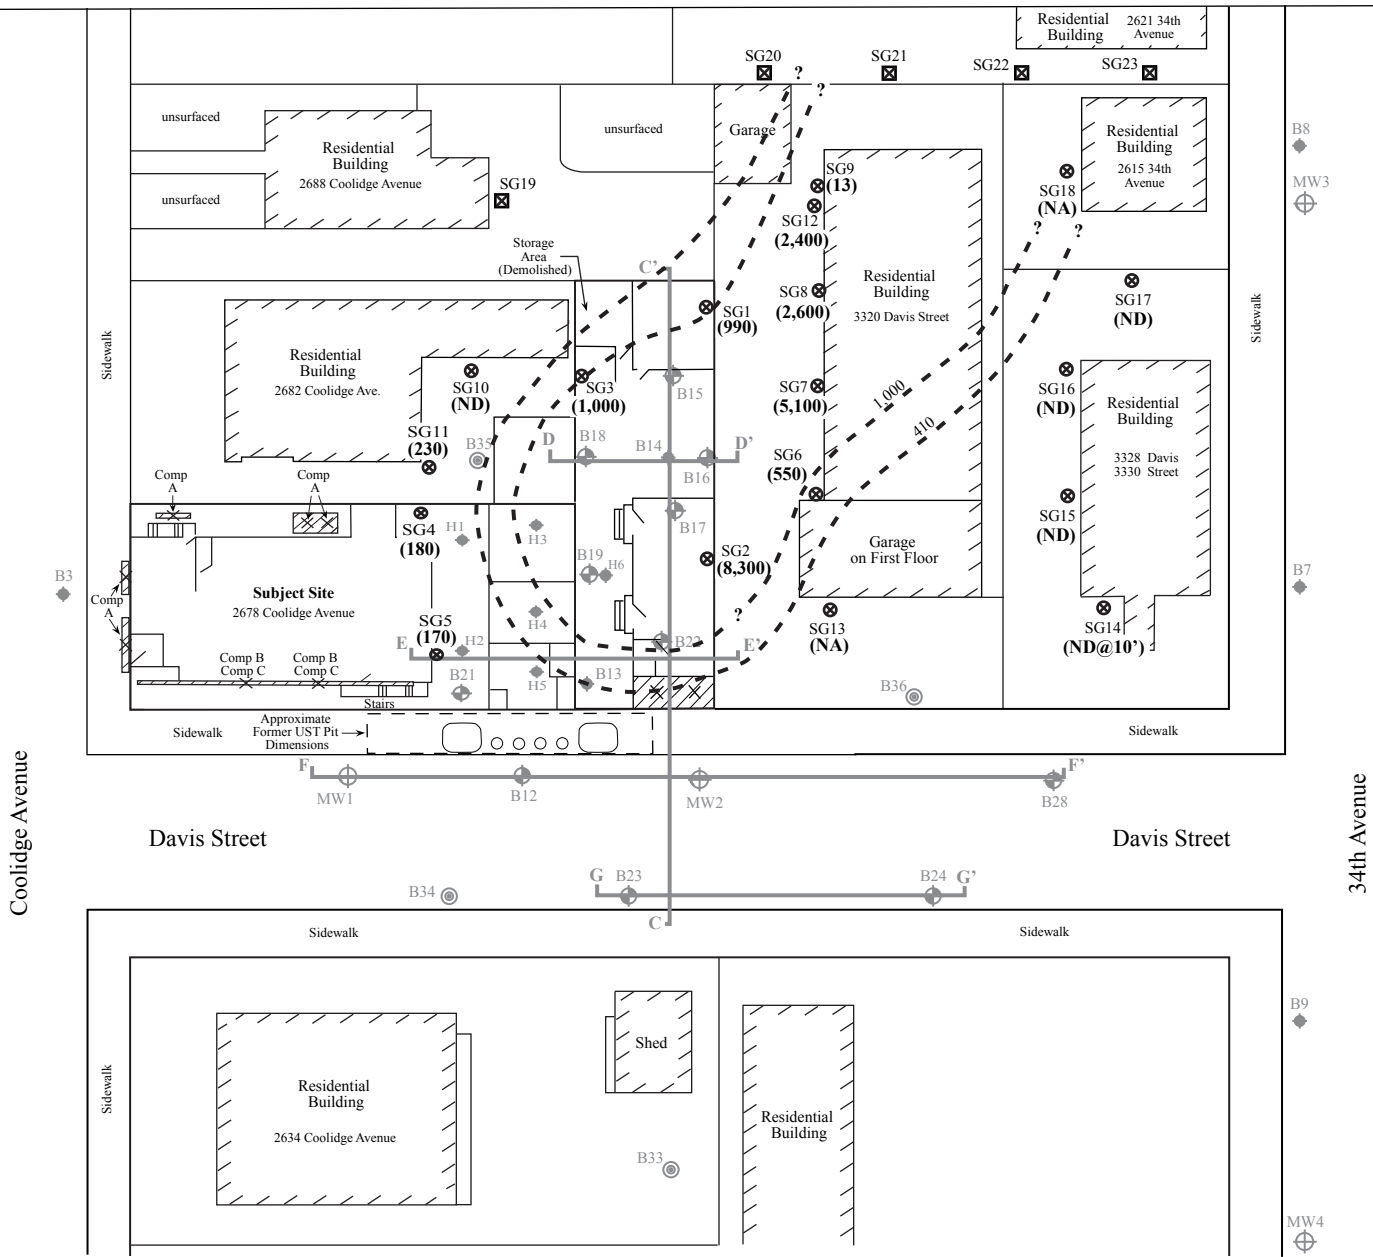 Residential
Building
2621 34th
Avenue
SG20
?
SG21
SG22
SG23
?
unsurfaced
unsurfaced
Garage
Residential
Building
2688 Coolidge Avenue
unsurfaced
SG19
SG9
(13)
SG12
(2,400)
Residential
Building
2615 34th
Avenue
SG18
(NA)
?
?
B8
MW3
Storage
Area
(Demolished)
C'
SG1
(990)
SG8
(2,600)
Residential
Building
3320 Davis Street
SG17
(ND)
Sidewalk
Sidewalk
Residential
Building
2682 Coolidge Ave.
SG10
(ND)
SG3
(1,000)
B15
SG7
(5,100)
1,000
410
SG16
(ND)
Residential
Building
3328 Davis
3330 Street
SG11
(230)
B35
D
B18
B14
B16
D'
SG6
(550)
SG15
(ND)
Comp
A
Comp
A
SG4
(180)
H1
H3
B17
B19
H6
SG2
(8,300)
Garage
on First Floor
B3
Comp
A
Subject Site
2678 Coolidge Avenue
SG5
(170)
H2
H4
B22
?
SG13
(NA)
SG14
(ND@10’)
B7
E
E'
Comp B
Comp C
Comp B
Comp C
B21
H5
B13
B36
Stairs
Sidewalk
Approximate
Former UST Pit
Dimensions
Sidewalk
F
MW1
B12
MW2
B28
F'
Coolidge Avenue
Davis Street
Davis Street
34th Avenue
B34
G
B23
B24
G'
C
Sidewalk
Sidewalk
Sidewalk
Residential
Building
2634 Coolidge Avenue
Shed
Residential
Building
B33
B9
MW4